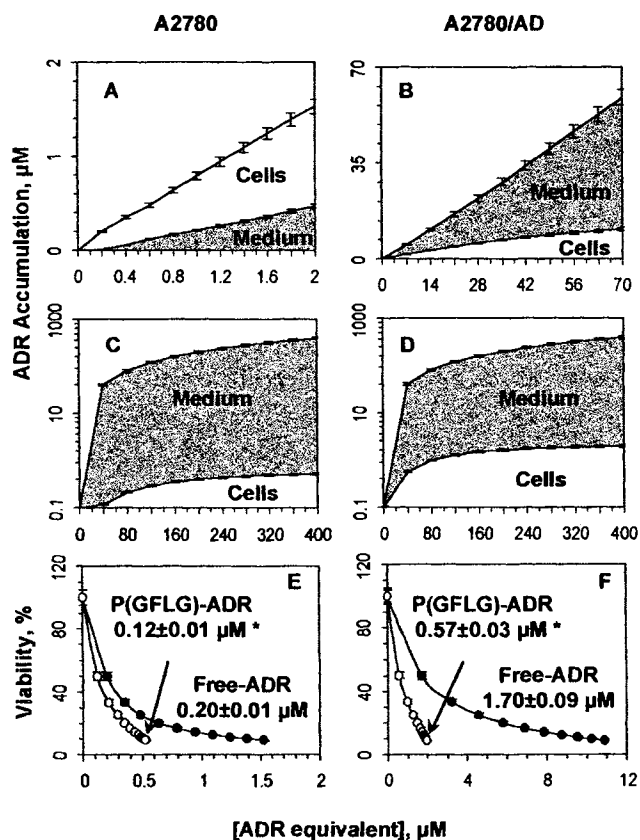 A2780 A2780/AD
ADR Accumulation, µM
A
2
1
0
Cells
Medium
0 0.4 0.8 1.2 1.6 2
B
70
35
0
Medium
Cells
0 14 28 42 56 70
C
1000
10
0.1
Medium
Cells
0 80 160 240 320 400
D
1000
10
0.1
Medium
Cells
0 80 160 240 320 400
Viability, %
E
120
80
40
0
P(GFLG)-ADR
0.12±0.01 µM *
Free-ADR
0.20±0.01 µM
0 0.5 1 1.5 2
F
120
80
40
0
P(GFLG)-ADR
0.57±0.03 µM *
Free-ADR
1.70±0.09 µM
0 4 8 12
[ADR equivalent], µM